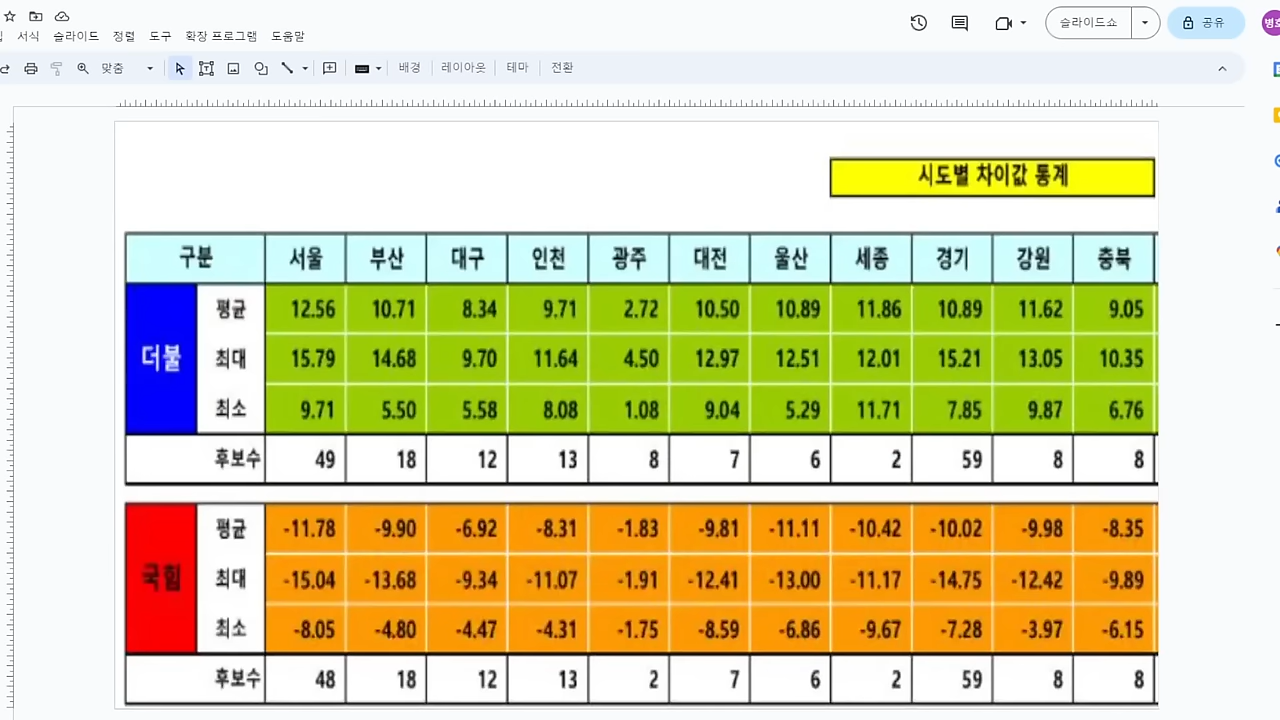 서식 슬라이드 정렬 도구 확장 프로그램 도움말
슬라이드쇼 공유
맞춤 배경 레이아웃 테마 전환
시도별 차이값 통계
구분 서울 부산 대구 인천 광주 대전 울산 세종 경기 강원 충북
더불
평균 12.56 10.71 8.34 9.71 2.72 10.50 10.89 11.86 10.89 11.62 9.05
최대 15.79 14.68 9.70 11.64 4.50 12.97 12.51 12.01 15.21 13.05 10.35
최소 9.71 5.50 5.58 8.08 1.08 9.04 5.29 11.71 7.85 9.87 6.76
후보수 49 18 12 13 8 7 6 2 59 8 8
국힘
평균 -11.78 -9.90 -6.92 -8.31 -1.83 -9.81 -11.11 -10.42 -10.02 -9.98 -8.35
최대 -15.04 -13.68 -9.34 -11.07 -1.91 -12.41 -13.00 -11.17 -14.75 -12.42 -9.89
최소 -8.05 -4.80 -4.47 -4.31 -1.75 -8.59 -6.86 -9.67 -7.28 -3.97 -6.15
후보수 48 18 12 13 2 7 6 2 59 8 8